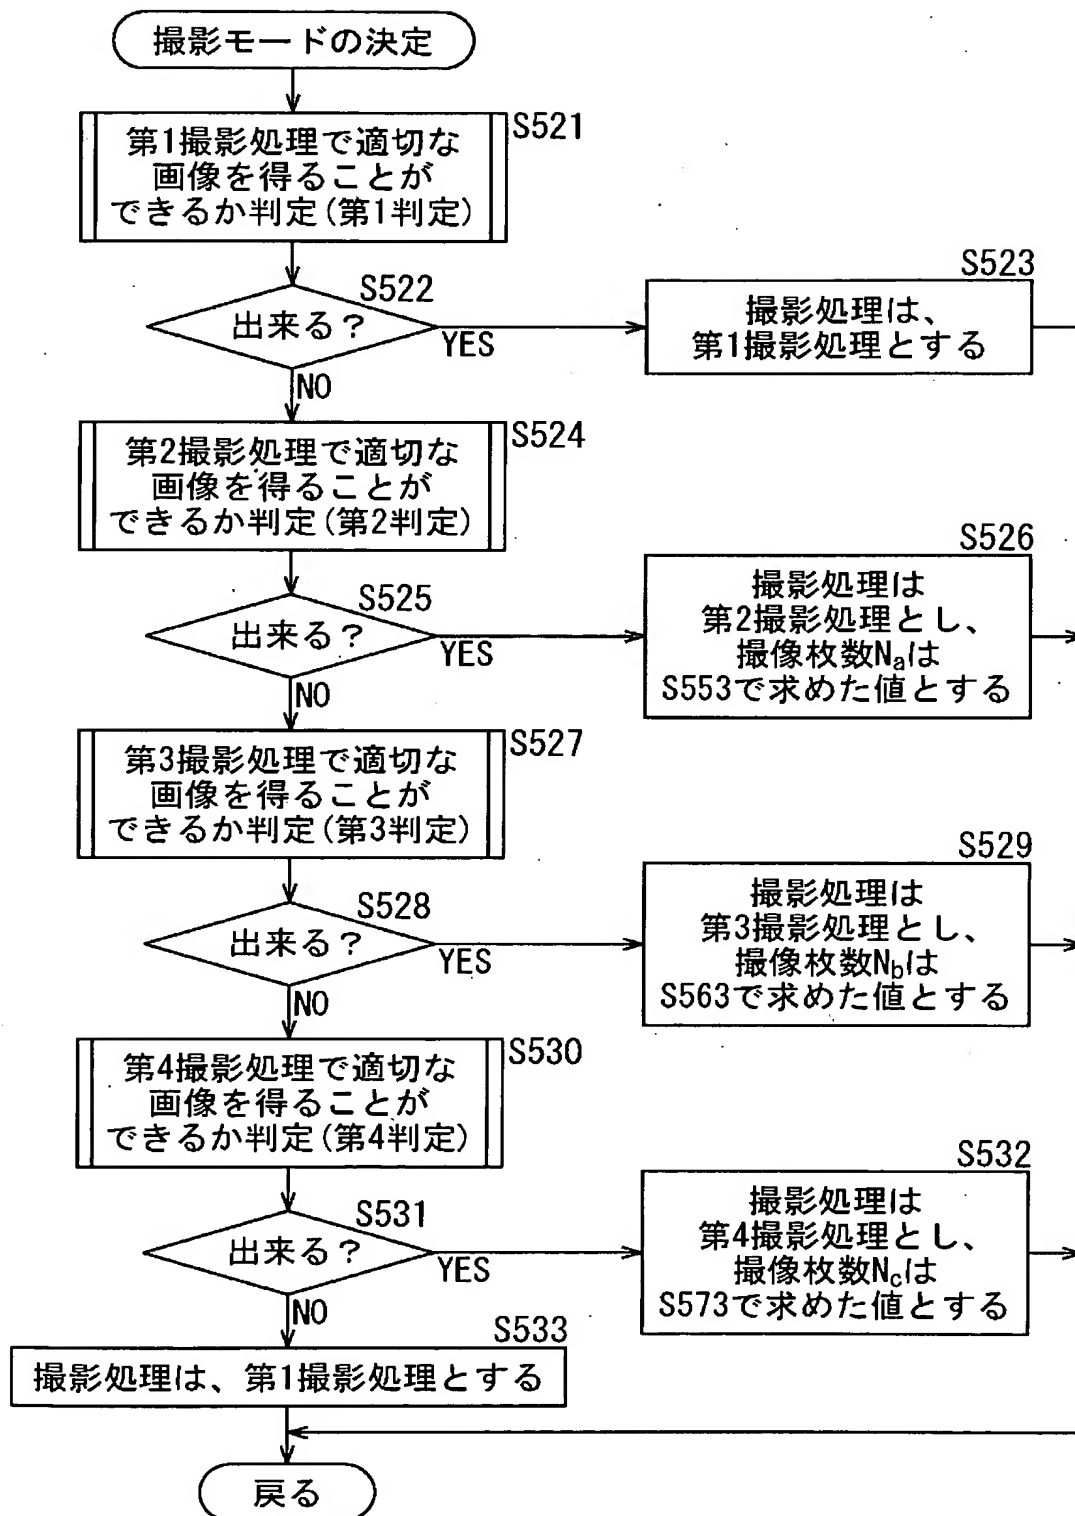 撮影モードの決定
S521
第1撮影処理で適切な
画像を得ることが
できるか判定(第1判定)
S522
出来る?
YES
NO
S523
撮影処理は、
第1撮影処理とする
S524
第2撮影処理で適切な
画像を得ることが
できるか判定(第2判定)
S525
出来る?
YES
NO
S526
撮影処理は
第2撮影処理とし、
撮像枚数Naは
S553で求めた値とする
S527
第3撮影処理で適切な
画像を得ることが
できるか判定(第3判定)
S528
出来る?
YES
NO
S529
撮影処理は
第3撮影処理とし、
撮像枚数Nbは
S563で求めた値とする
S530
第4撮影処理で適切な
画像を得ることが
できるか判定(第4判定)
S531
出来る?
YES
NO
S532
撮影処理は
第4撮影処理とし、
撮像枚数Ncは
S573で求めた値とする
S533
撮影処理は、第1撮影処理とする
戻る